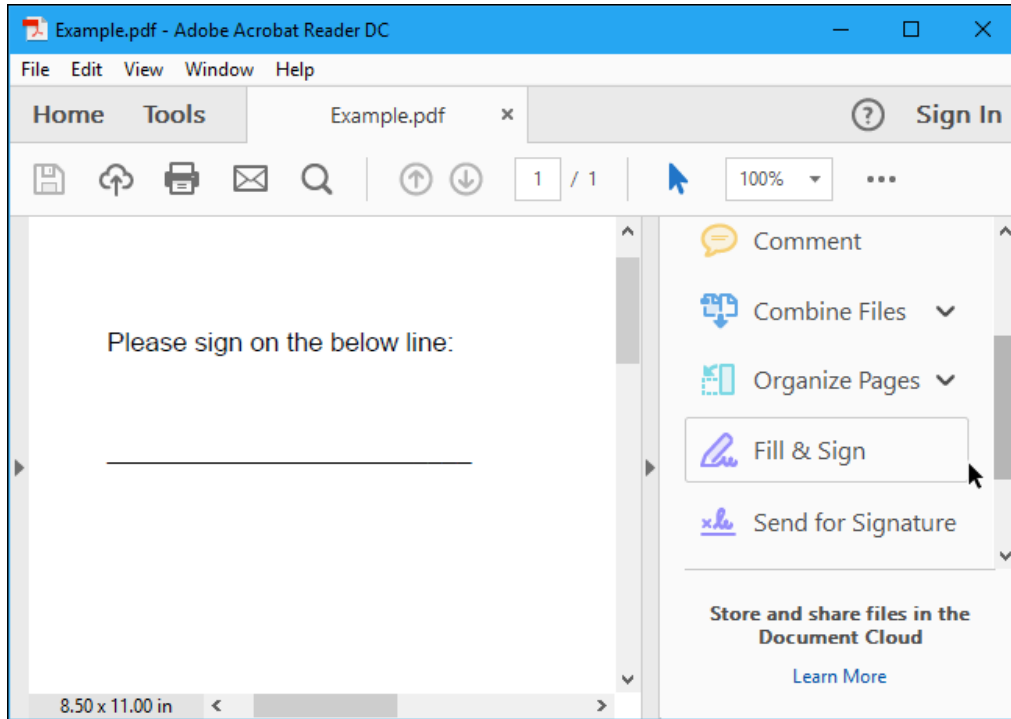 Example.pdf - Adobe Acrobat Reader DC
File Edit View Window Help
Home Tools Example.pdf × ? Sign In
1 / 1 100%
Comment
Please sign on the below line:
Combine Files
Organize Pages
Fill & Sign
Send for Signature
Store and share files in the
Document Cloud
Learn More
8.50 x 11.00 in